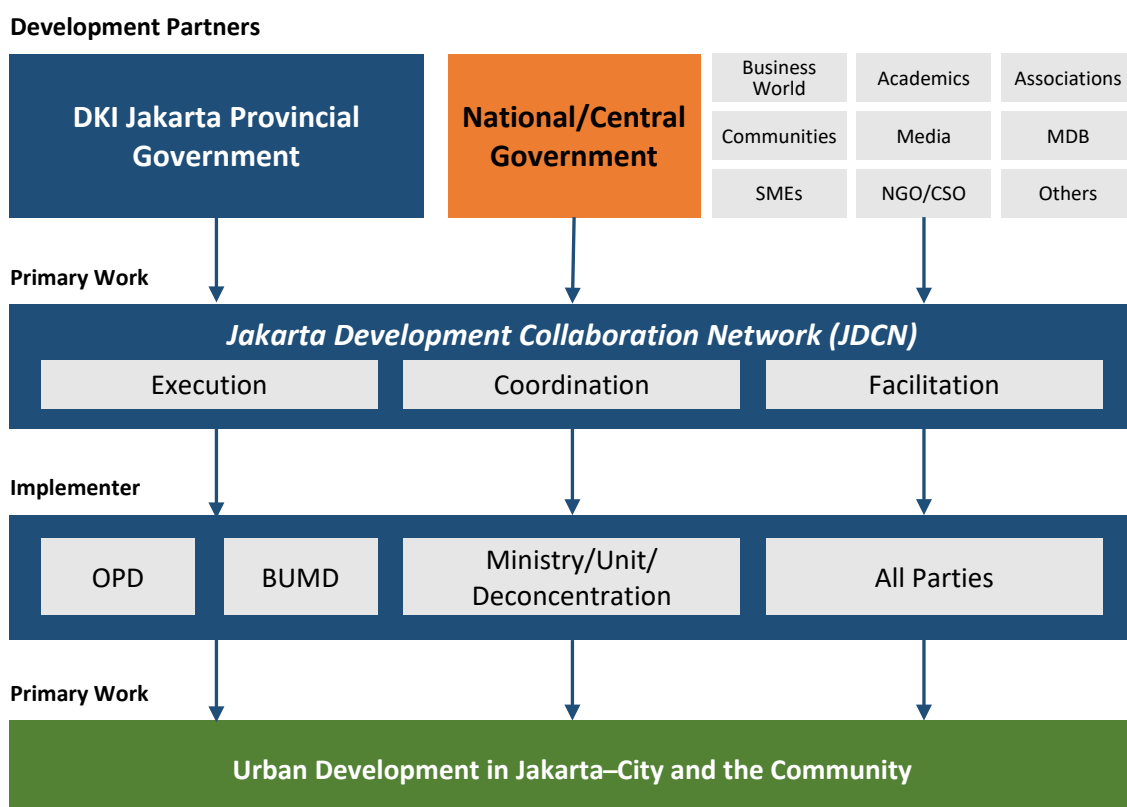 Development Partners
DKI Jakarta Provincial
Government
National/Central
Government
Business
World
Academics
Associations
Communities
Media
MDB
SMEs
NGO/CSO
Others
Primary Work
Jakarta Development Collaboration Network (JDCN)
Execution
Coordination
Facilitation
Implementer
OPD
BUMD
Ministry/Unit/
Deconcentration
All Parties
Primary Work
Urban Development in Jakarta–City and the Community